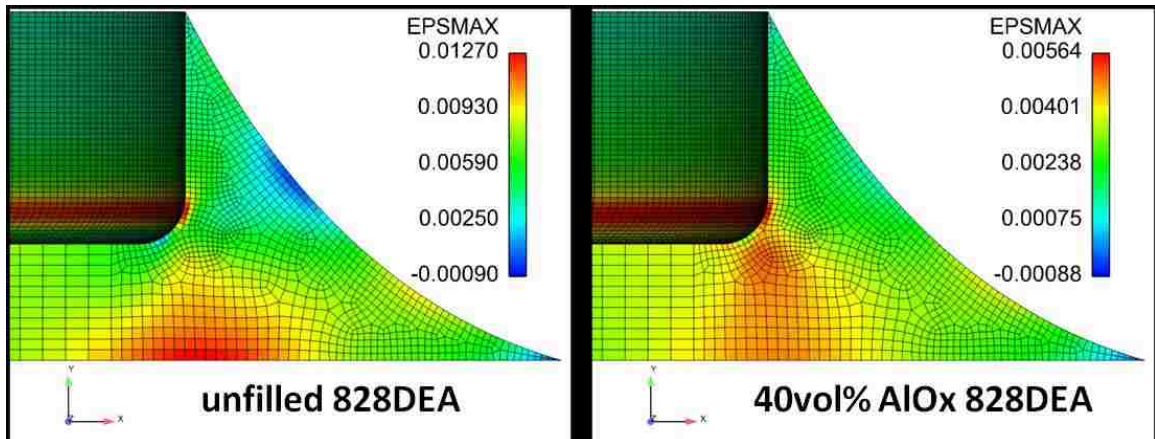 EPSMAX
0.01270
0.00930
0.00590
0.00250
-0.00090
Y
Z
X
unfilled 828DEA
EPSMAX
0.00564
0.00401
0.00238
0.00075
-0.00088
Y
Z
X
40vol% AlOx 828DEA